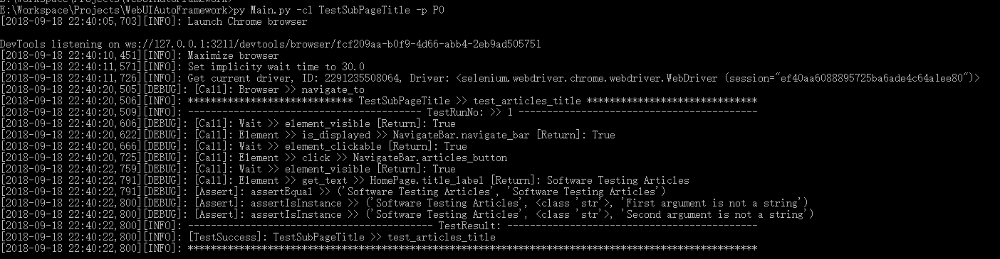 E:\Workspace\Projects\WebUIAutoFramework>
E:\Workspace\Projects\WebUIAutoFramework>py Main.py -cl TestSubPageTitle -p P0
[2018-09-18 22:40:05,703][INFO]: Launch Chrome browser
DevTools listening on ws://127.0.0.1:3211/devtools/browser/fcf209aa-b0f9-4d66-abb4-2eb9ad505751
[2018-09-18 22:40:10,451][INFO]: Maximize browser
[2018-09-18 22:40:11,571][INFO]: Set implicity wait time to 30.0
[2018-09-18 22:40:11,726][INFO]: Get current driver, ID: 2291235508064, Driver: <selenium.webdriver.chrome.webdriver.WebDriver (session="ef40aa6088895725ba6ade4c64a1ee80")>
[2018-09-18 22:40:20,505][DEBUG]: [Call]: Browser >> navigate_to
[2018-09-18 22:40:20,506][INFO]: ***************************** TestSubPageTitle >> test_articles_title ******************************
[2018-09-18 22:40:20,509][INFO]: ----------------------------------------- TestRunNo: >> 1 ------------------------------------------
[2018-09-18 22:40:20,606][DEBUG]: [Call]: Wait >> element_visible [Return]: True
[2018-09-18 22:40:20,622][DEBUG]: [Call]: Element >> is_displayed >> NavigateBar.navigate_bar [Return]: True
[2018-09-18 22:40:20,666][DEBUG]: [Call]: Wait >> element_clickable [Return]: True
[2018-09-18 22:40:20,725][DEBUG]: [Call]: Element >> click >> NavigateBar.articles_button
[2018-09-18 22:40:22,759][DEBUG]: [Call]: Wait >> element_visible [Return]: True
[2018-09-18 22:40:22,791][DEBUG]: [Call]: Element >> get_text >> HomePage.title_label [Return]: Software Testing Articles
[2018-09-18 22:40:22,791][DEBUG]: [Assert]: assertEqual >> ('Software Testing Articles', 'Software Testing Articles')
[2018-09-18 22:40:22,800][DEBUG]: [Assert]: assertIsInstance >> ('Software Testing Articles', <class 'str'>, 'First argument is not a string')
[2018-09-18 22:40:22,800][DEBUG]: [Assert]: assertIsInstance >> ('Software Testing Articles', <class 'str'>, 'Second argument is not a string')
[2018-09-18 22:40:22,800][INFO]: ------------------------------------------- TestResult: --------------------------------------------
[2018-09-18 22:40:22,800][INFO]: [TestSuccess]: TestSubPageTitle >> test_articles_title
[2018-09-18 22:40:22,800][INFO]: ****************************************************************************************************